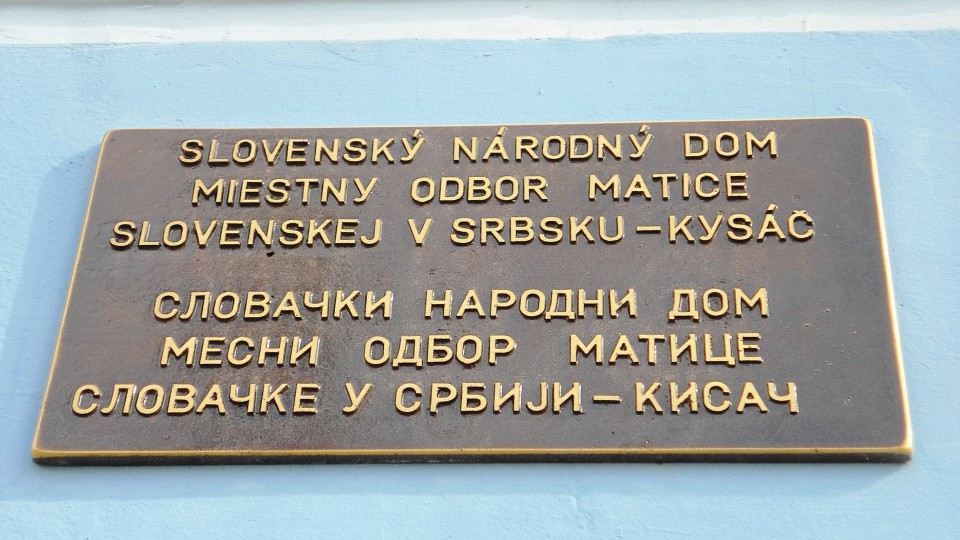 SLOVENSKÝ NÁRODNÝ DOM
MIESTNY ODBOR MATICE
SLOVENSKEJ V SRBSKU – KYSÁČ
СЛОВАЧКИ НАРОДНИ ДОМ
МЕСНИ ОДБОР МАТИЦЕ
СЛОВАЧКЕ У СРБИЈИ – КИСАЧ